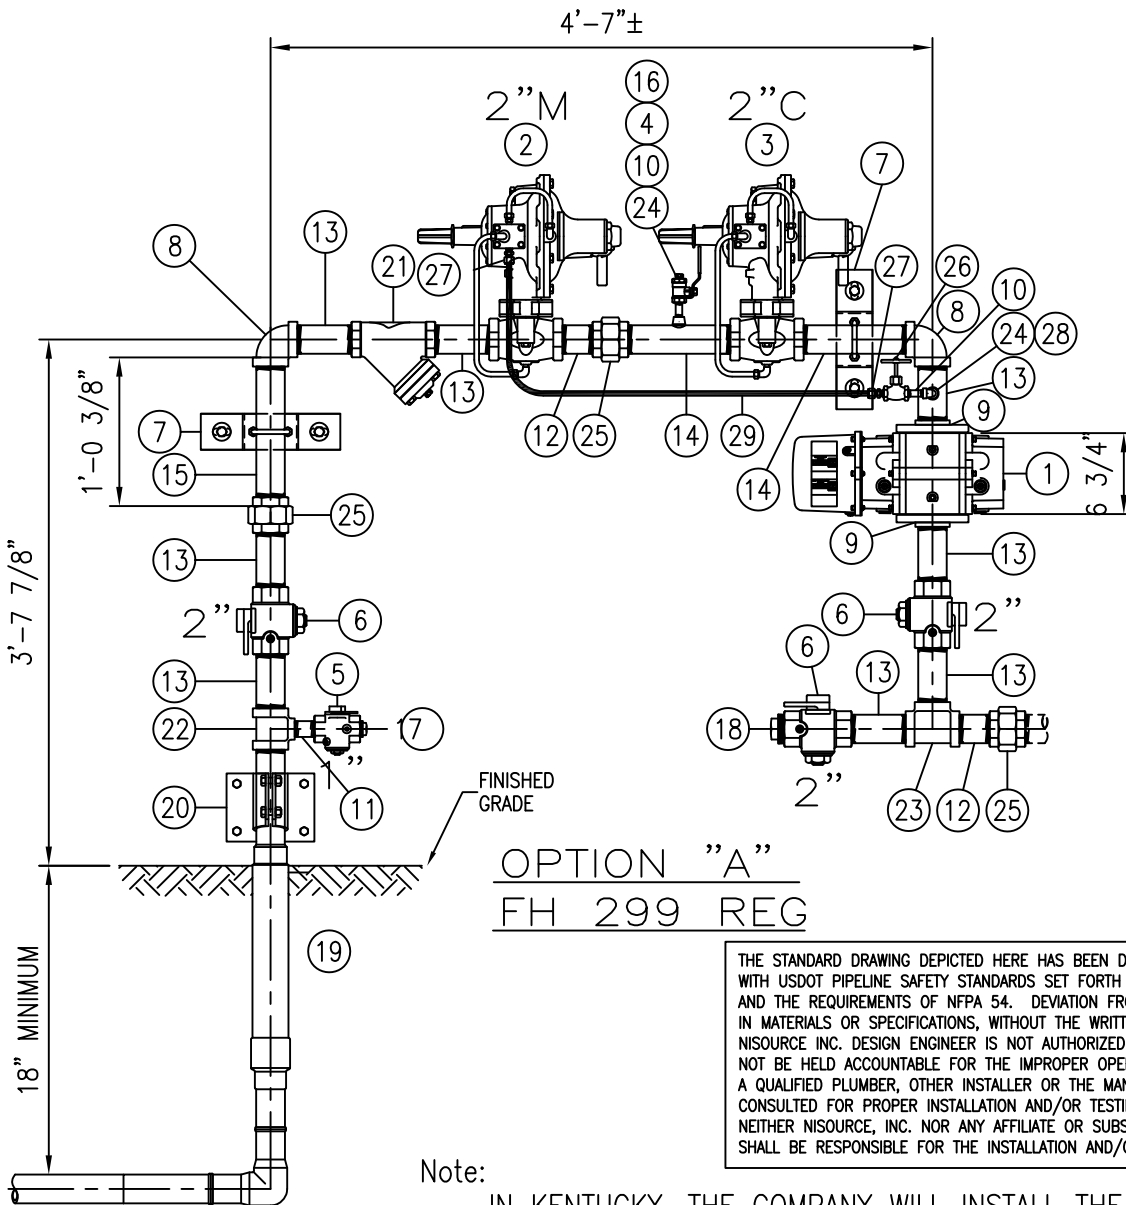 4'-7"±
16
4
10
24
2"M
2
2"C
3
7
8
13
21
27
27
26
10
8
24
28
13
13
12
25
14
29
14
9
1
6 3/4"
9
7
15
1'-0 3/8"
25
13
2"
6
3'-7 7/8"
13
5
22
17
1"
11
20
FINISHED
GRADE
13
6
2"
6
13
13
18
2"
23
12
25
OPTION "A"
FH 299 REG
19
18" MINIMUM
THE STANDARD DRAWING DEPICTED HERE HAS BEEN D
WITH USDOT PIPELINE SAFETY STANDARDS SET FORTH
AND THE REQUIREMENTS OF NFPA 54. DEVIATION FRO
IN MATERIALS OR SPECIFICATIONS, WITHOUT THE WRITT
NISOURCE INC. DESIGN ENGINEER IS NOT AUTHORIZED
NOT BE HELD ACCOUNTABLE FOR THE IMPROPER OPE
A QUALIFIED PLUMBER, OTHER INSTALLER OR THE MAN
CONSULTED FOR PROPER INSTALLATION AND/OR TESTI
NEITHER NISOURCE, INC. NOR ANY AFFILIATE OR SUBS
SHALL BE RESPONSIBLE FOR THE INSTALLATION AND/O
Note:
IN KENTUCKY, THE COMPANY WILL INSTALL THE